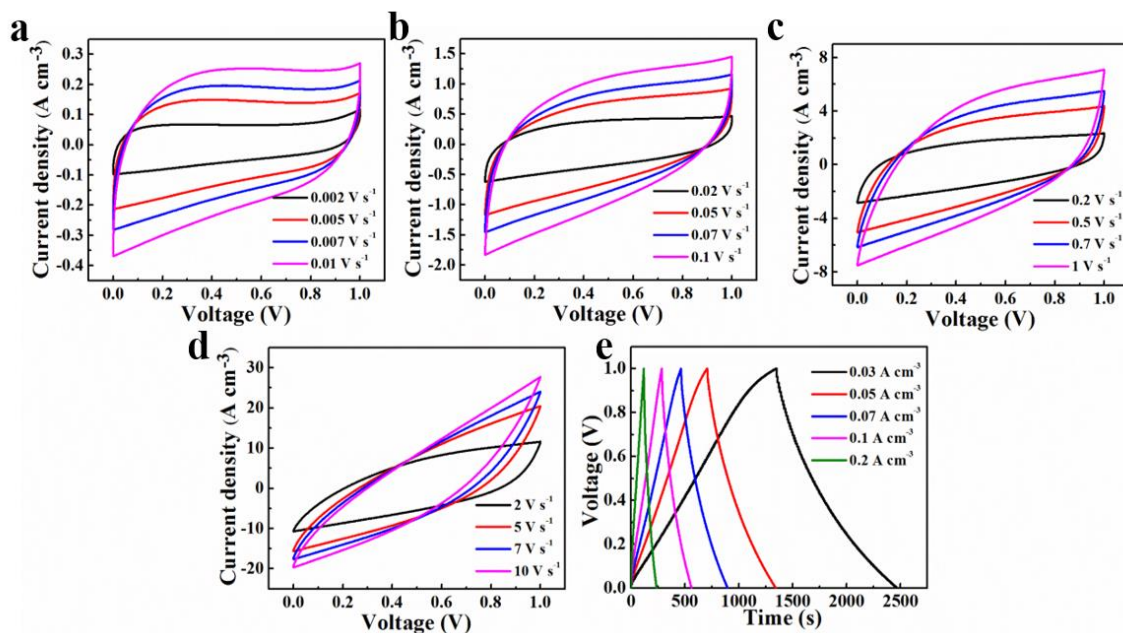 a
Current density (A cm⁻³)
0.3
0.2
0.1
0.0
-0.1
-0.2
-0.3
-0.4
0.002 V s⁻¹
0.005 V s⁻¹
0.007 V s⁻¹
0.01 V s⁻¹
0.0 0.2 0.4 0.6 0.8 1.0
Voltage (V)
b
Current density (A cm⁻³)
1.5
1.0
0.5
0.0
-0.5
-1.0
-1.5
-2.0
0.02 V s⁻¹
0.05 V s⁻¹
0.07 V s⁻¹
0.1 V s⁻¹
0.0 0.2 0.4 0.6 0.8 1.0
Voltage (V)
c
Current density (A cm⁻³)
8
4
0
-4
-8
0.2 V s⁻¹
0.5 V s⁻¹
0.7 V s⁻¹
1 V s⁻¹
0.0 0.2 0.4 0.6 0.8 1.0
Voltage (V)
d
Current density (A cm⁻³)
30
20
10
0
-10
-20
2 V s⁻¹
5 V s⁻¹
7 V s⁻¹
10 V s⁻¹
0.0 0.2 0.4 0.6 0.8 1.0
Voltage (V)
e
Voltage (V)
1.0
0.8
0.6
0.4
0.2
0.0
0.03 A cm⁻³
0.05 A cm⁻³
0.07 A cm⁻³
0.1 A cm⁻³
0.2 A cm⁻³
0 500 1000 1500 2000 2500
Time (s)